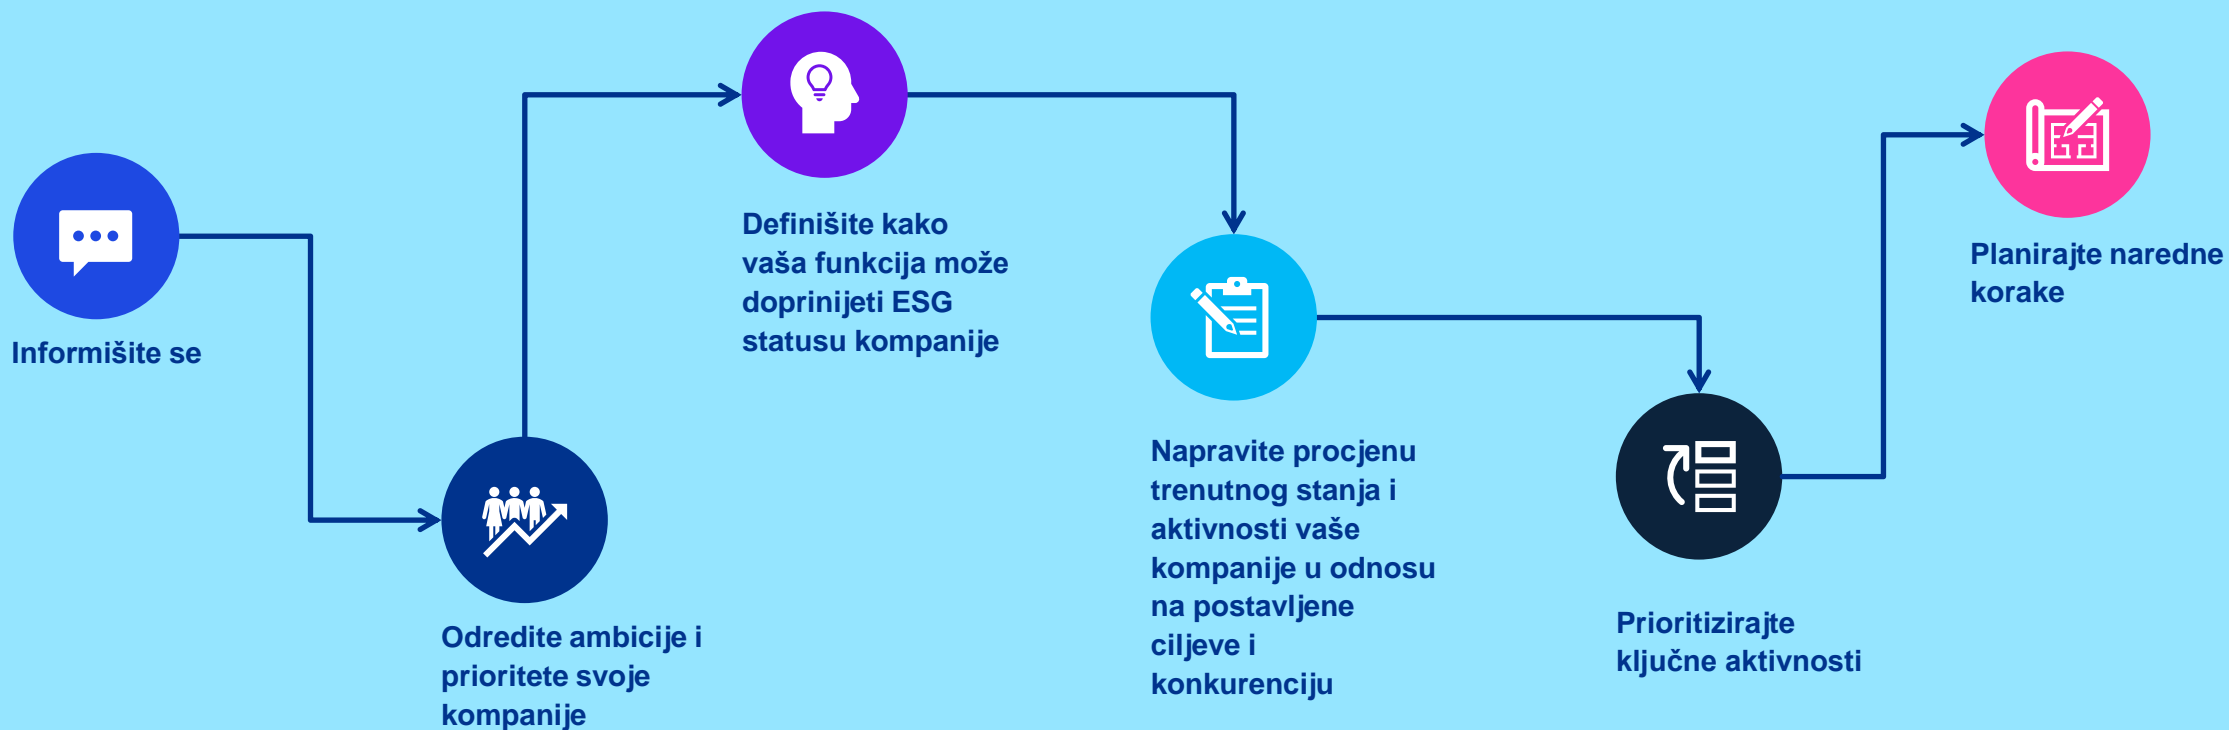 Informišite se
Odredite ambicije i
prioritete svoje
kompanije
Definišite kako
vaša funkcija može
doprinijeti ESG
statusu kompanije
Napravite procjenu
trenutnog stanja i
aktivnosti vaše
kompanije u odnosu
na postavljene
ciljeve i
konkurenciju
Prioritizirajte
ključne aktivnosti
Planirajte naredne
korake